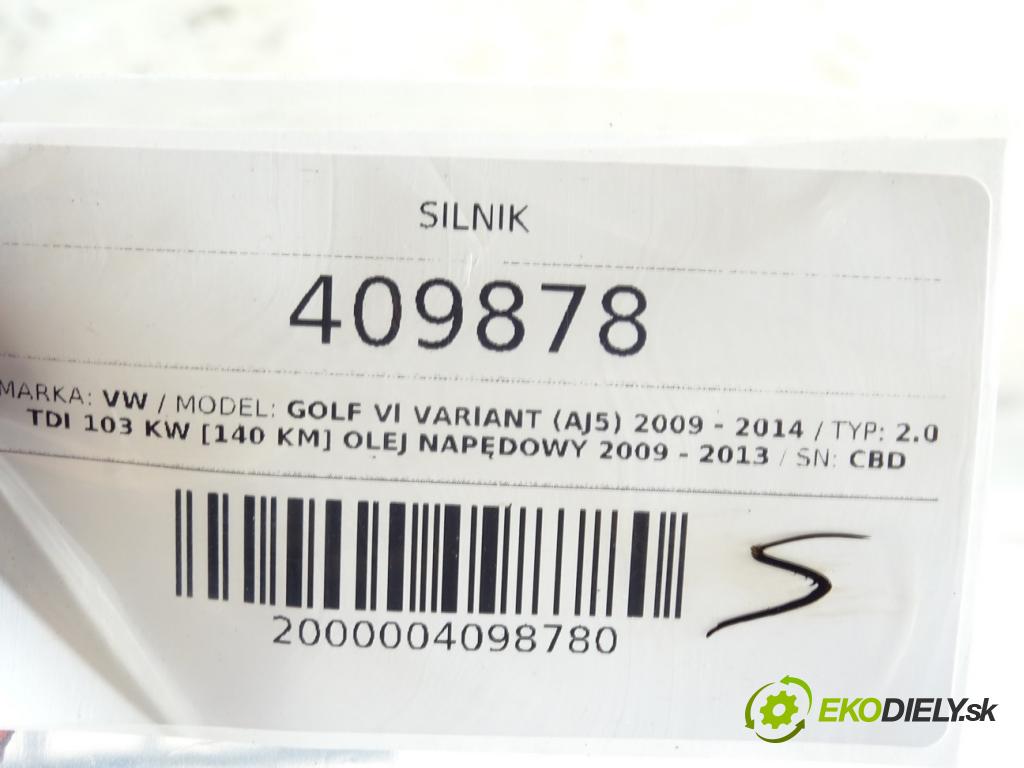 SILNIK
409878
MARKA: VW / MODEL: GOLF VI VARIANT (AJ5) 2009 - 2014 / TYP: 2.0
TDI 103 KW [140 KM] OLEJ NAPĘDOWY 2009 - 2013 / SN: CBD
2000004098780
S
EKODIELY.sk